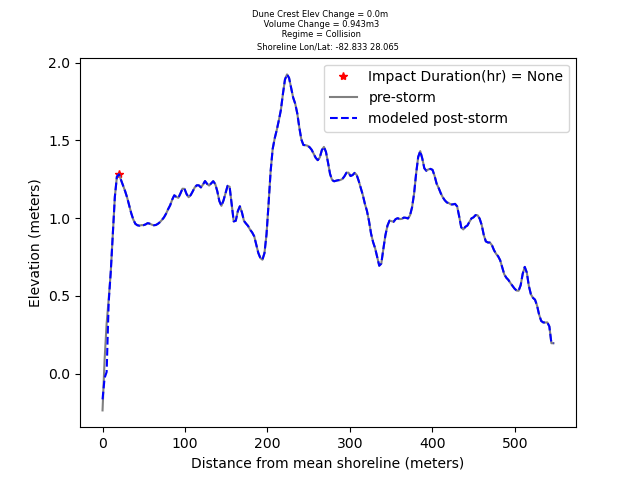 Dune Crest Elev Change = 0.0m
Volume Change = 0.943m3
Regime = Collision
Shoreline Lon/Lat: -82.833 28.065
Impact Duration(hr) = None
pre-storm
modeled post-storm
2.0
1.5
1.0
0.5
0.0
Elevation (meters)
0
100
200
300
400
500
Distance from mean shoreline (meters)